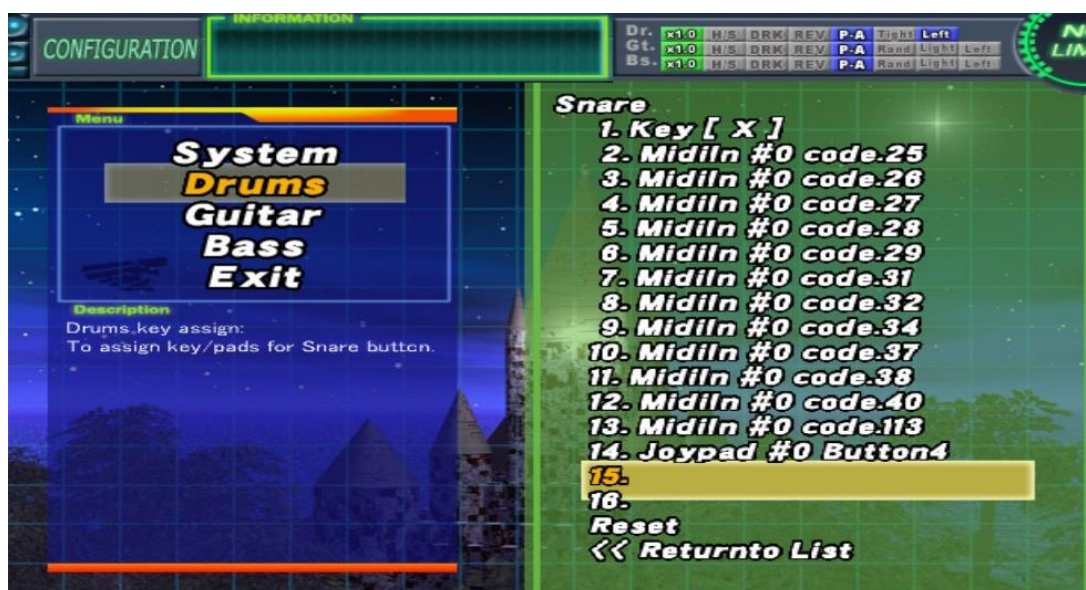 CONFIGURATION
INFORMATION
Dr. x1.0 H/S DRK REV P-A Tight Left
Gt. x1.0 H/S DRK REV P-A Rand Light Left
Bs. x1.0 H/S DRK REV P-A Rand Light Left
Menu
System
Drums
Guitar
Bass
Exit
Description
Drums key assign:
To assign key/pads for Snare button.
Snare
1. Key [ X ]
2. MidiIn #0 code.25
3. MidiIn #0 code.26
4. MidiIn #0 code.27
5. MidiIn #0 code.28
6. MidiIn #0 code.29
7. MidiIn #0 code.31
8. MidiIn #0 code.32
9. MidiIn #0 code.34
10. MidiIn #0 code.37
11. MidiIn #0 code.38
12. MidiIn #0 code.40
13. MidiIn #0 code.113
14. Joypad #0 Button4
15.
16.
Reset
<< Returnto List